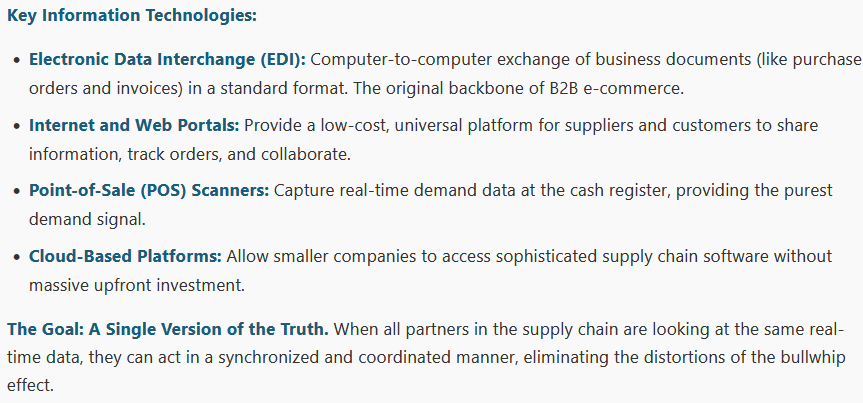 Key Information Technologies:
• Electronic Data Interchange (EDI): Computer-to-computer exchange of business documents (like purchase
orders and invoices) in a standard format. The original backbone of B2B e-commerce.
• Internet and Web Portals: Provide a low-cost, universal platform for suppliers and customers to share
information, track orders, and collaborate.
• Point-of-Sale (POS) Scanners: Capture real-time demand data at the cash register, providing the purest
demand signal.
• Cloud-Based Platforms: Allow smaller companies to access sophisticated supply chain software without
massive upfront investment.
The Goal: A Single Version of the Truth. When all partners in the supply chain are looking at the same real-
time data, they can act in a synchronized and coordinated manner, eliminating the distortions of the bullwhip
effect.